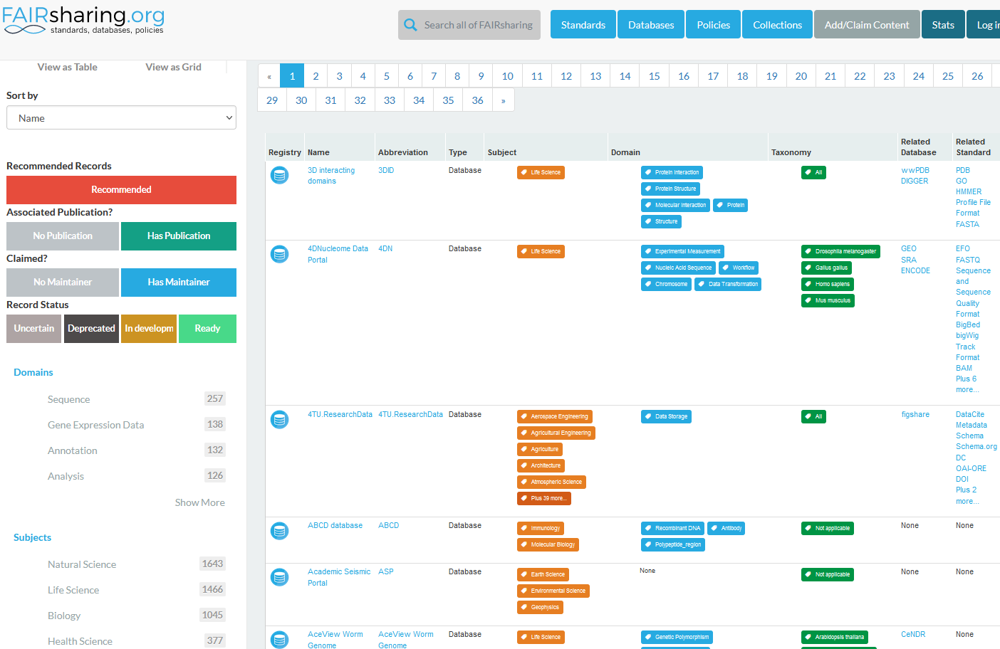 FAIRsharing.org
standards, databases, policies
Search all of FAIRsharing
Standards
Databases
Policies
Collections
Add/Claim Content
Stats
View as Table
View as Grid
Sort by
Name
Recommended Records
Recommended
Associated Publication?
No Publication
Has Publication
Claimed?
No Maintainer
Has Maintainer
Record Status
Uncertain
Deprecated
In developm
Ready
Domains
Sequence 257
Gene Expression Data 138
Annotation 132
Analysis 126
Show More
Subjects
Natural Science 1643
Life Science 1466
Biology 1045
Health Science 377
« 1 2 3 4 5 6 7 8 9 10 11 12 13 14 15 16 17 18 19 20 21 22 23 24 25 26
29 30 31 32 33 34 35 36 »
Registry Name Abbreviation Type Subject Domain Taxonomy Related Database Related Standard
3D interacting
domains
3DID
Database
Life Science
Protein interaction
Protein Structure
Molecular interaction
Protein
Structure
All
wwPDB
DIGGER
PDB
GO
HMMER
Profile File
Format
FASTA
4DNucleome Data
Portal
4DN
Database
Life Science
Experimental Measurement
Nucleic Acid Sequence
Workflow
Chromosome
Data Transformation
Drosophila melanogaster
Gallus gallus
Homo sapiens
Mus musculus
GEO
SRA
ENCODE
EFO
FASTQ
Sequence
and
Sequence
Quality
Format
BigBed
bigWig
Track
Format
BAM
Plus 6
more...
4TU.ResearchData
4TU.ResearchData
Database
Aerospace Engineering
Agricultural Engineering
Agriculture
Architecture
Atmospheric Science
Plus 39 more...
Data Storage
All
figshare
DataCite
Metadata
Schema
Schema.org
DC
OAI-ORE
DOI
Plus 2
more...
ABCD database
ABCD
Database
Immunology
Molecular Biology
Recombinant DNA
Antibody
Polypeptide_region
Not applicable
None
None
Academic Seismic
Portal
ASP
Database
Earth Science
Environmental Science
Geophysics
None
Not applicable
None
None
AceView Worm
Genome
AceView Worm
Genome
Database
Life Science
Genetic Polymorphism
Arabidopsis thaliana
CeNDR
None